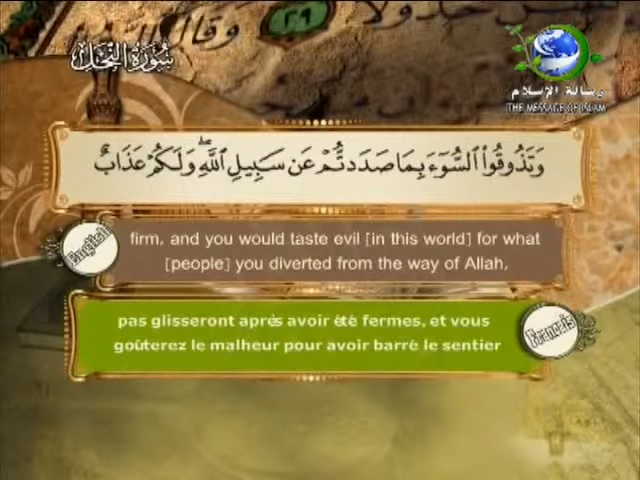 سورة النحل
رسالة الإسلام
THE MESSAGE OF ISLAM
وَتَذُوقُوا۟ ٱلسُّوٓءَ بِمَا صَدَدتُّمْ عَن سَبِيلِ ٱللَّهِ ۖ وَلَكُمْ عَذَابٌ
English
firm, and you would taste evil [in this world] for what
[people] you diverted from the way of Allah,
pas glisseront après avoir été fermes, et vous
goûterez le malheur pour avoir barré le sentier
Francais